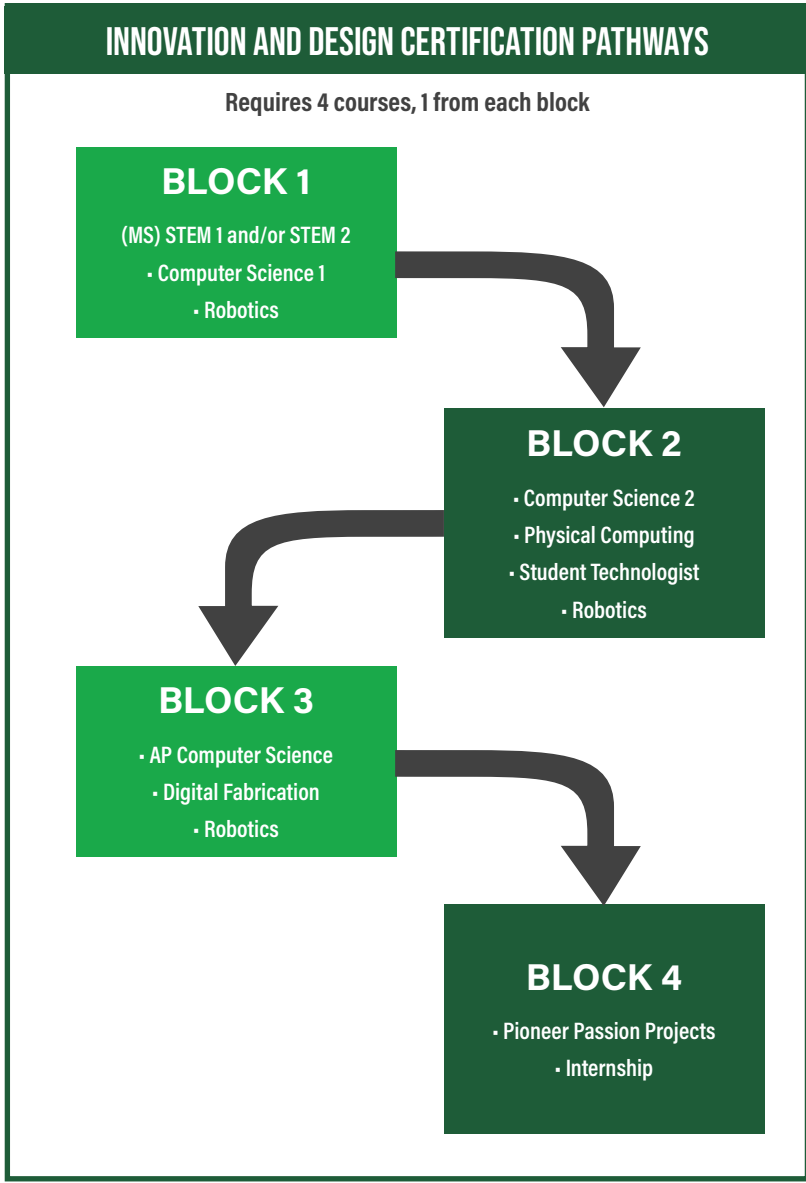 INNOVATION AND DESIGN CERTIFICATION PATHWAYS
Requires 4 courses, 1 from each block
BLOCK 1
(MS) STEM 1 and/or STEM 2
• Computer Science 1
• Robotics
BLOCK 2
• Computer Science 2
• Physical Computing
• Student Technologist
• Robotics
BLOCK 3
• AP Computer Science
• Digital Fabrication
• Robotics
BLOCK 4
• Pioneer Passion Projects
• Internship